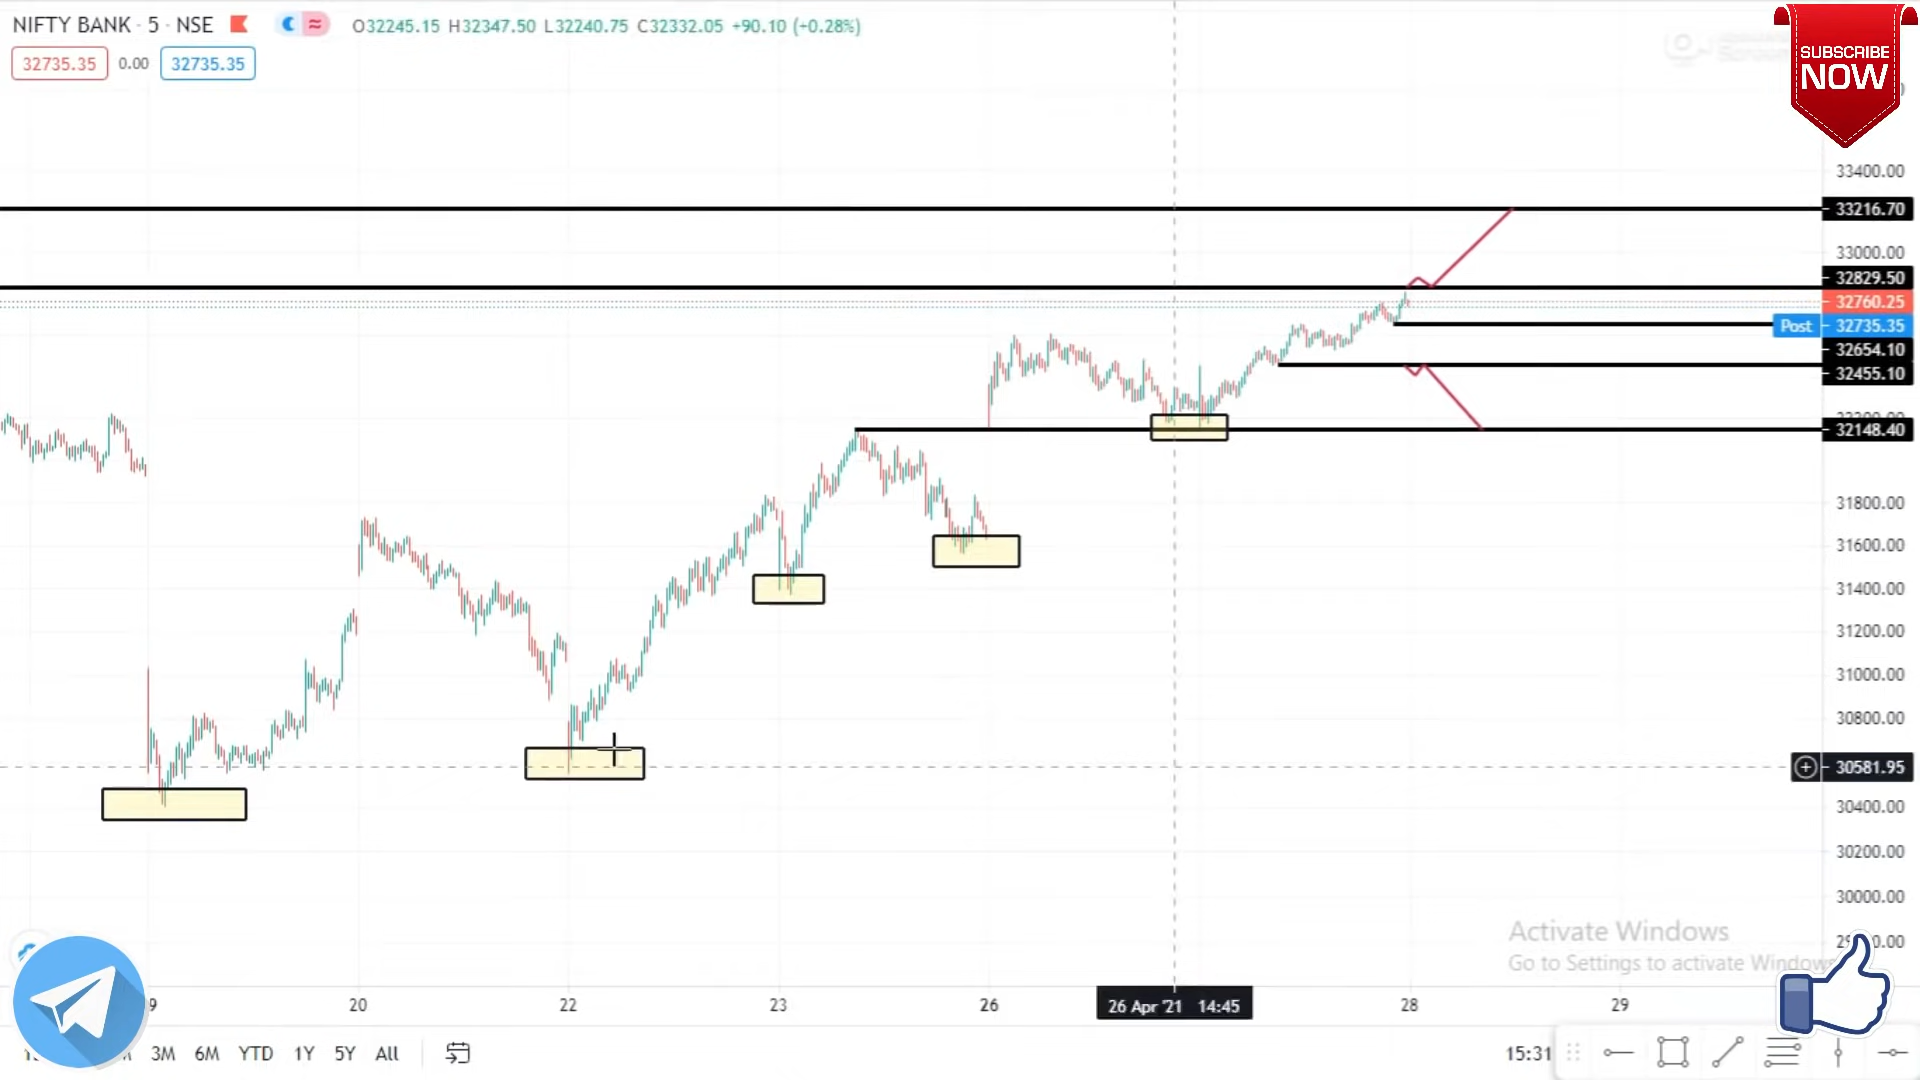 NIFTY BANK · 5 · NSE
O32245.15 H32347.50 L32240.75 C32332.05 +90.10 (+0.28%)
32735.35 0.00 32735.35
SUBSCRIBE
NOW
33400.00
33216.70
33000.00
32829.50
32760.25
Post 32735.35
32654.10
32455.10
32148.40
31800.00
31600.00
31400.00
31200.00
31000.00
30800.00
30581.95
30400.00
30200.00
30000.00
Activate Windows
Go to Settings to activate Windows
20 22 23 26 26 Apr '21 14:45 28 29
3M 6M YTD 1Y 5Y All
15:31